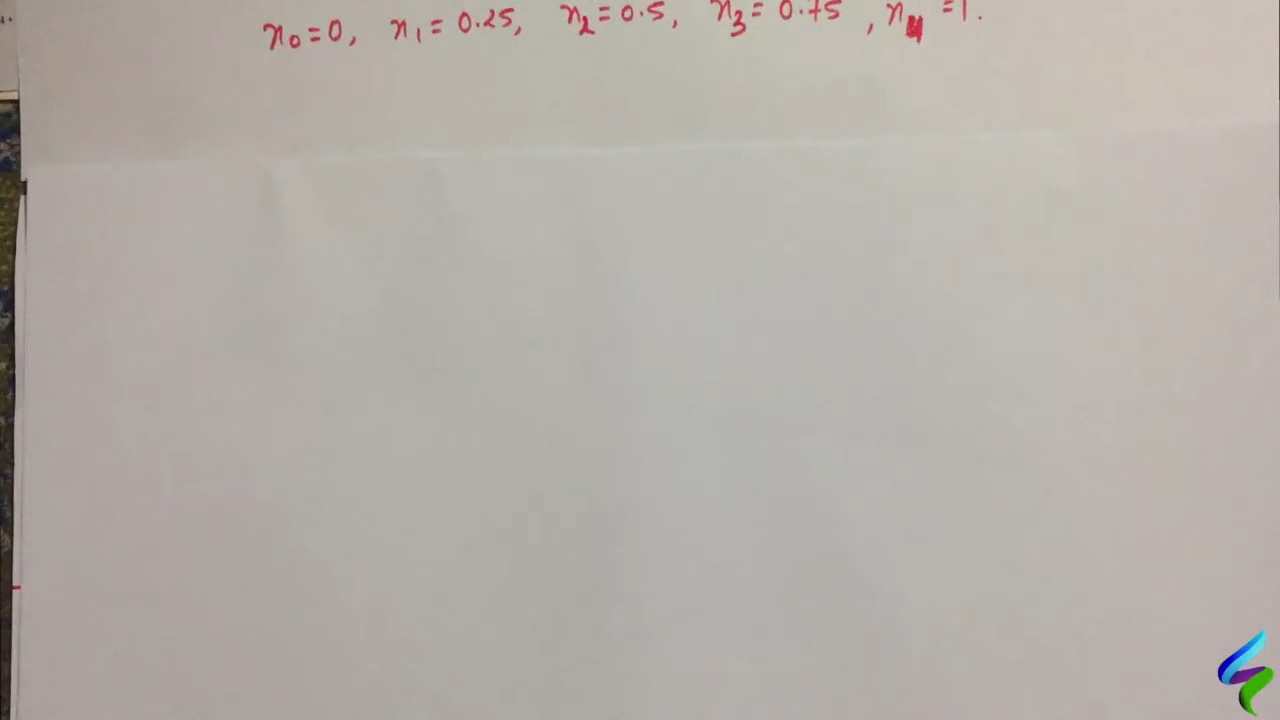 x₀=0, x₁= 0.25, x₂= 0.5, x₃= 0.75 , x₄ =1.